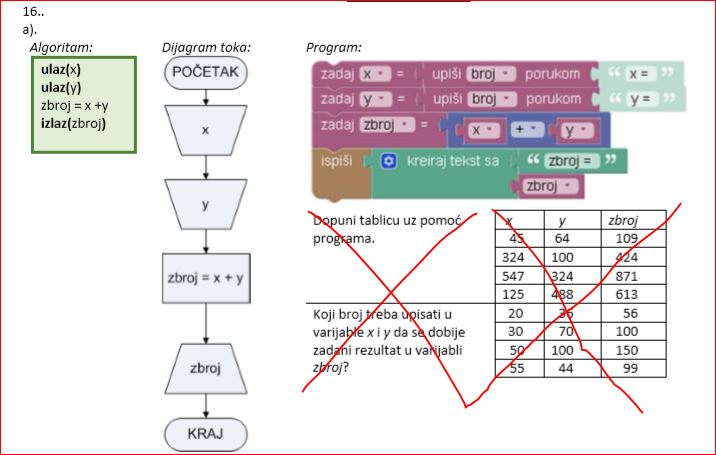 16..
a).
Algoritam:
ulaz(x)
ulaz(y)
zbroj = x +y
izlaz(zbroj)
Dijagram toka:
POČETAK
x
y
zbroj = x + y
zbroj
KRAJ
Program:
zadaj x = upiši broj porukom “ x = ”
zadaj y = upiši broj porukom “ y = ”
zadaj zbroj = x + y
ispiši kreiraj tekst sa “ zbroj = ”
zbroj
Dopuni tablicu uz pomoć
programa.
Koji broj treba upisati u
varijable x i y da se dobije
zadani rezultat u varijabli
zbroj?
x y zbroj
45 64 109
324 100 424
547 324 871
125 488 613
20 36 56
30 70 100
50 100 150
55 44 99